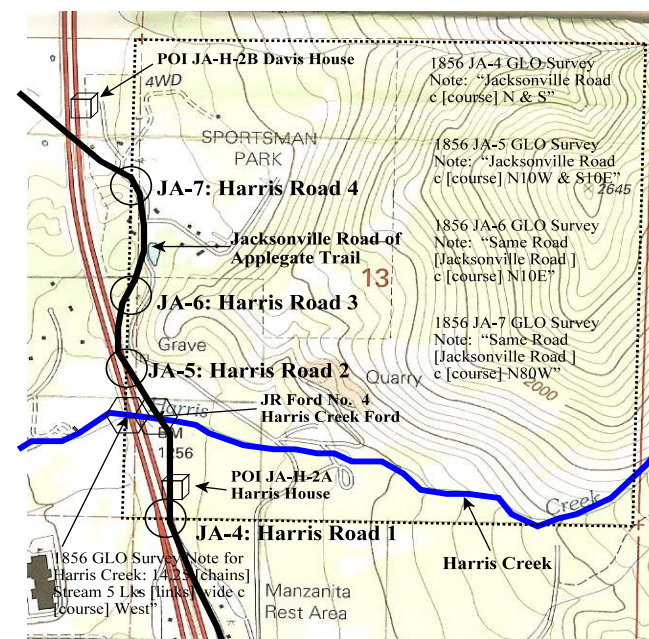 POI JA-H-2B Davis House
4WD
SPORTSMAN
PARK
1856 JA-4 GLO Survey
Note: “Jacksonville Road
c [course] N & S”
1856 JA-5 GLO Survey
Note: “Jacksonville Road
c [course] N10W & S10E”
2645
JA-7: Harris Road 4
Jacksonville Road of
Applegate Trail
1856 JA-6 GLO Survey
Note: “Same Road
[Jacksonville Road ]
c [course] N10E”
13
JA-6: Harris Road 3
1856 JA-7 GLO Survey
Note: “Same Road
[Jacksonville Road ]
c [course] N80W”
Grave
JA-5: Harris Road 2
Quarry
2000
JR Ford No. 4
Harris Creek Ford
Harris
BM
1256
POI JA-H-2A
Harris House
Creek
JA-4: Harris Road 1
Harris Creek
1856 GLO Survey Note for
Harris Creek: 14.25 [chains]
Stream 5 Lks [links] wide c
[course] West”
Manzanita
Rest Area